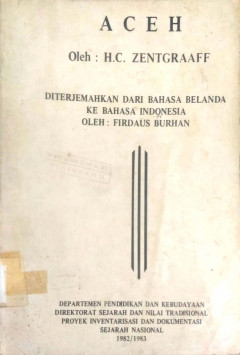 ACEH
Oleh : H.C. ZENTGRAAFF
DITERJEMAHKAN DARI BAHASA BELANDA
KE BAHASA INDONESIA
OLEH : FIRDAUS BURHAN
DEPARTEMEN PENDIDIKAN DAN KEBUDAYAAN
DIREKTORAT SEJARAH DAN NILAI TRADISIONAL
PROYEK INVENTARISASI DAN DOKUMENTASI
SEJARAH NASIONAL
1982/1983